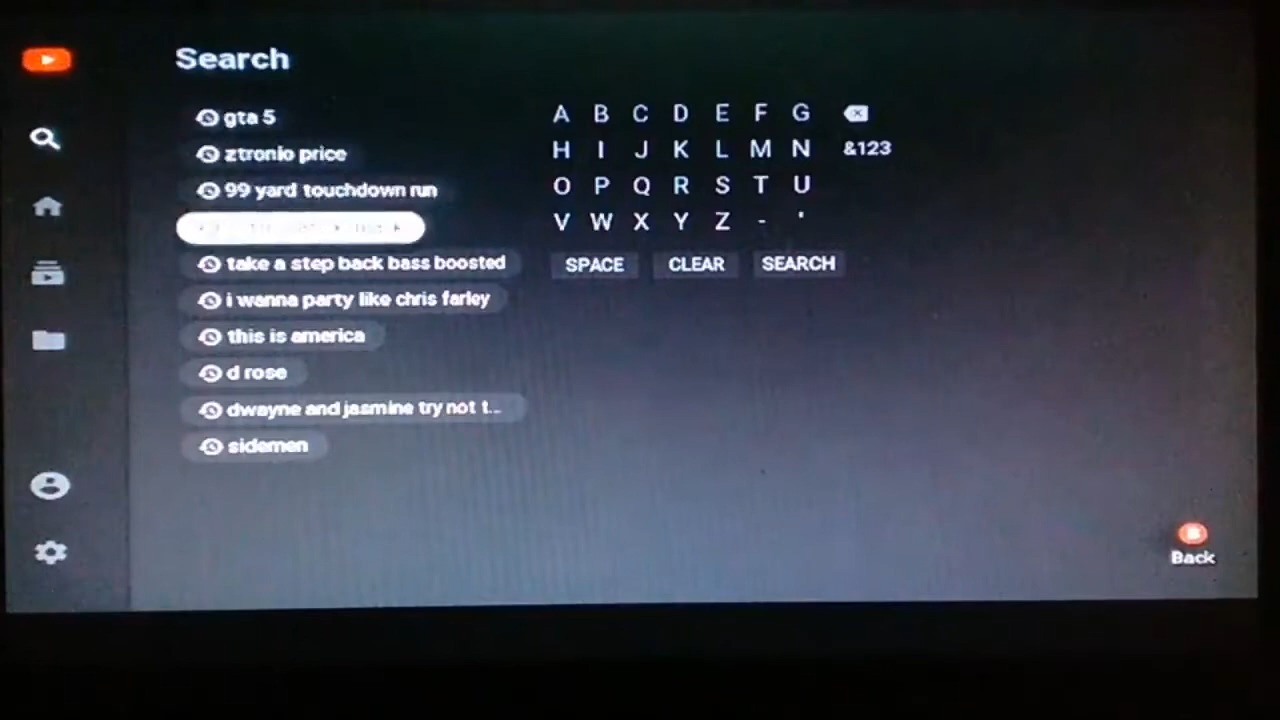 Search
gta 5
ztronio price
99 yard touchdown run
take a step back bass boosted
i wanna party like chris farley
this is america
d rose
dwayne and jasmine try not t...
sidemen
A B C D E F G
H I J K L M N &123
O P Q R S T U
V W X Y Z - '
SPACE CLEAR SEARCH
B
Back